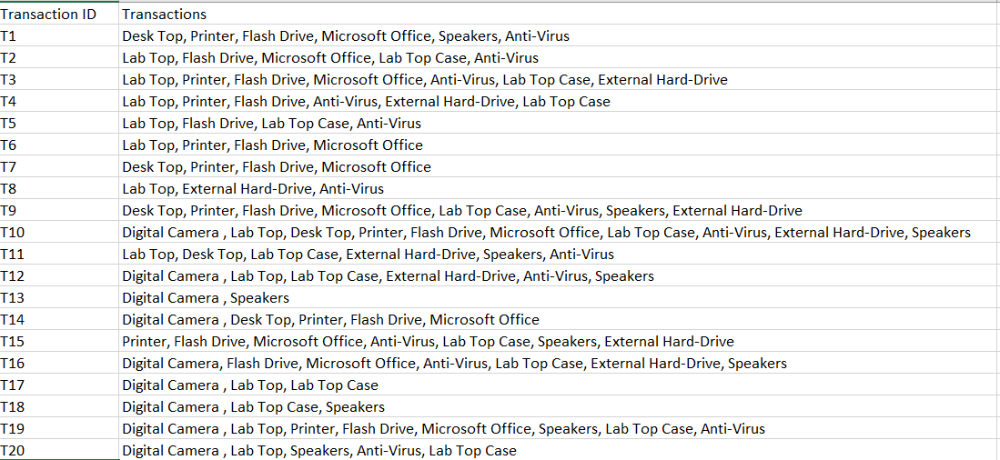 Transaction ID Transactions
T1 Desk Top, Printer, Flash Drive, Microsoft Office, Speakers, Anti-Virus
T2 Lab Top, Flash Drive, Microsoft Office, Lab Top Case, Anti-Virus
T3 Lab Top, Printer, Flash Drive, Microsoft Office, Anti-Virus, Lab Top Case, External Hard-Drive
T4 Lab Top, Printer, Flash Drive, Anti-Virus, External Hard-Drive, Lab Top Case
T5 Lab Top, Flash Drive, Lab Top Case, Anti-Virus
T6 Lab Top, Printer, Flash Drive, Microsoft Office
T7 Desk Top, Printer, Flash Drive, Microsoft Office
T8 Lab Top, External Hard-Drive, Anti-Virus
T9 Desk Top, Printer, Flash Drive, Microsoft Office, Lab Top Case, Anti-Virus, Speakers, External Hard-Drive
T10 Digital Camera , Lab Top, Desk Top, Printer, Flash Drive, Microsoft Office, Lab Top Case, Anti-Virus, External Hard-Drive, Speakers
T11 Lab Top, Desk Top, Lab Top Case, External Hard-Drive, Speakers, Anti-Virus
T12 Digital Camera , Lab Top, Lab Top Case, External Hard-Drive, Anti-Virus, Speakers
T13 Digital Camera , Speakers
T14 Digital Camera , Desk Top, Printer, Flash Drive, Microsoft Office
T15 Printer, Flash Drive, Microsoft Office, Anti-Virus, Lab Top Case, Speakers, External Hard-Drive
T16 Digital Camera, Flash Drive, Microsoft Office, Anti-Virus, Lab Top Case, External Hard-Drive, Speakers
T17 Digital Camera , Lab Top, Lab Top Case
T18 Digital Camera , Lab Top Case, Speakers
T19 Digital Camera , Lab Top, Printer, Flash Drive, Microsoft Office, Speakers, Lab Top Case, Anti-Virus
T20 Digital Camera , Lab Top, Speakers, Anti-Virus, Lab Top Case